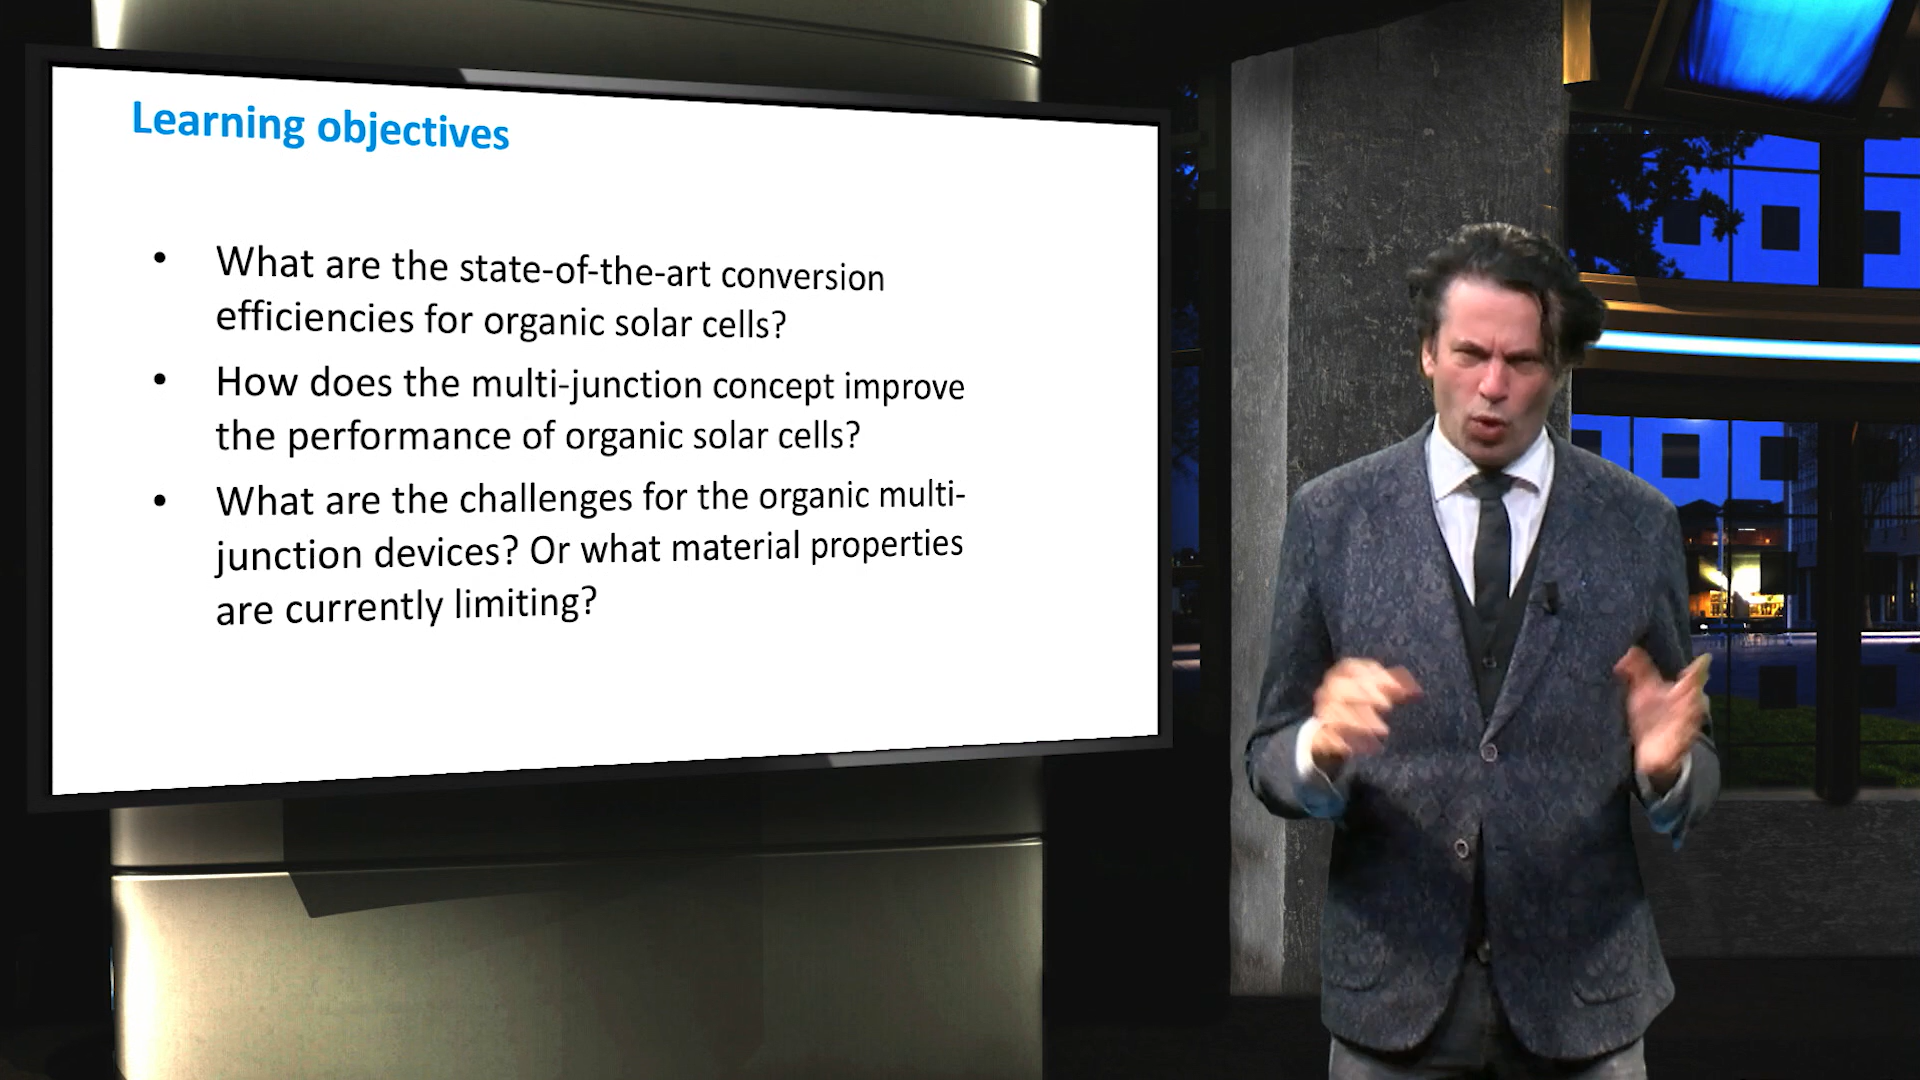 Learning objectives
• What are the state-of-the-art conversion
efficiencies for organic solar cells?
• How does the multi-junction concept improve
the performance of organic solar cells?
• What are the challenges for the organic multi-
junction devices? Or what material properties
are currently limiting?